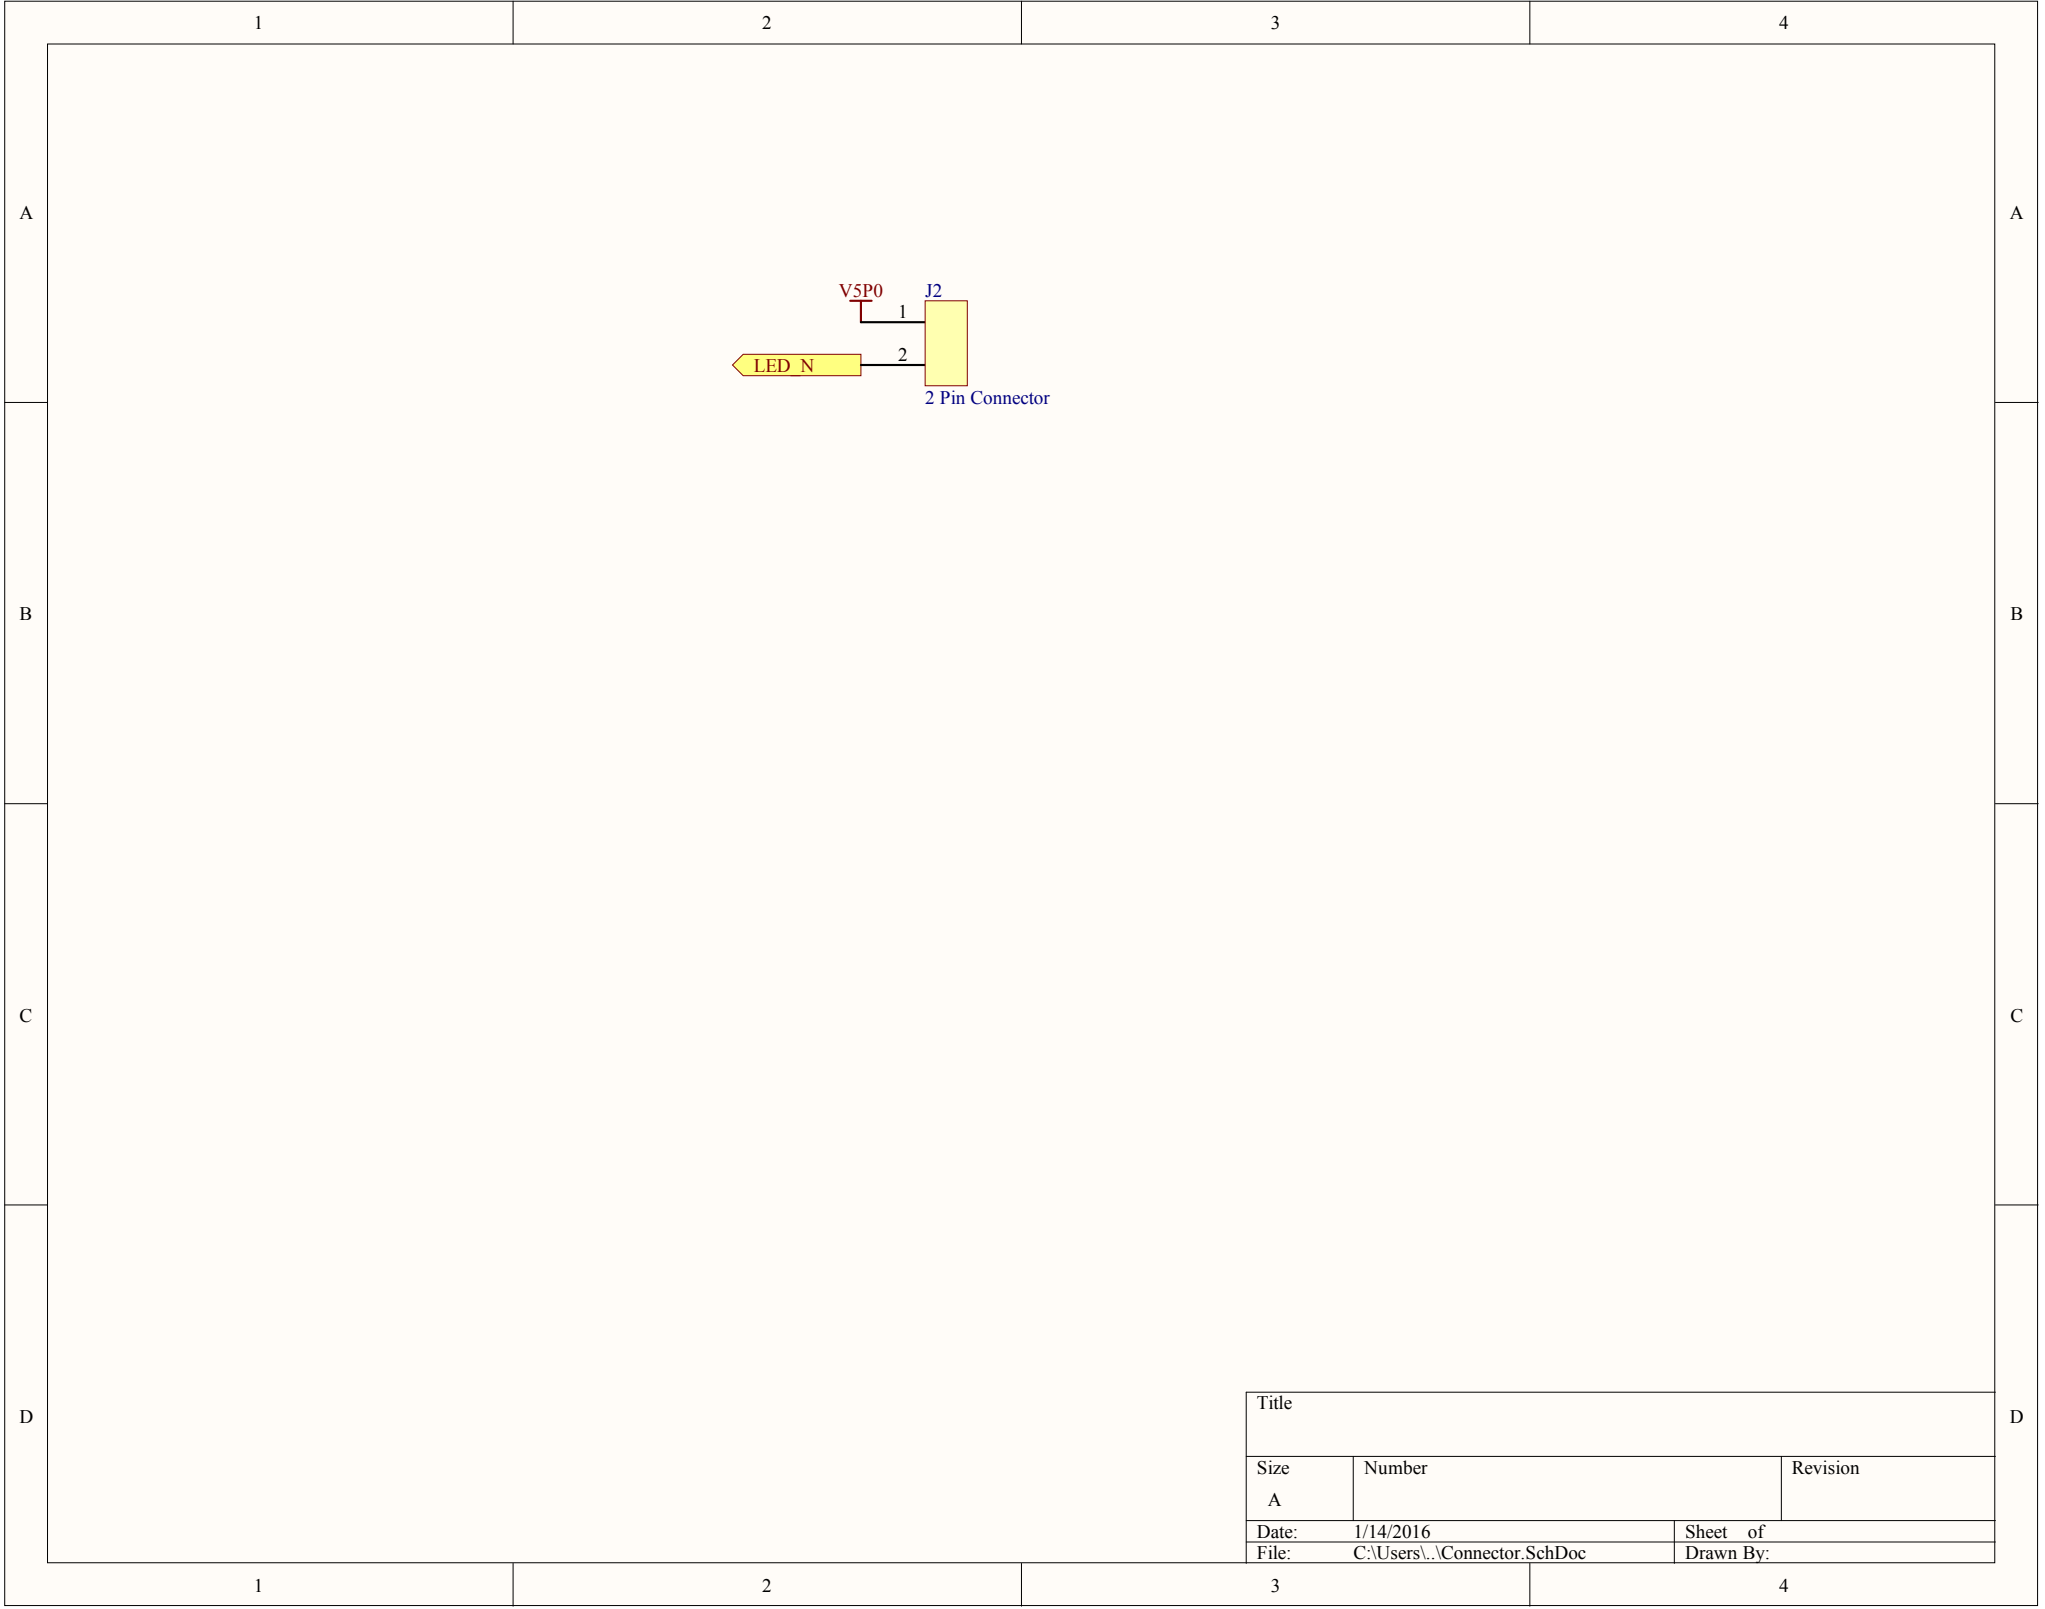 1 2 3 4
A A
V5P0 J2
1
2
LED_N
2 Pin Connector
B B
C C
D D
Title
Size Number Revision
A
Date: 1/14/2016 Sheet of
File: C:\Users\..\Connector.SchDoc Drawn By:
1 2 3 4